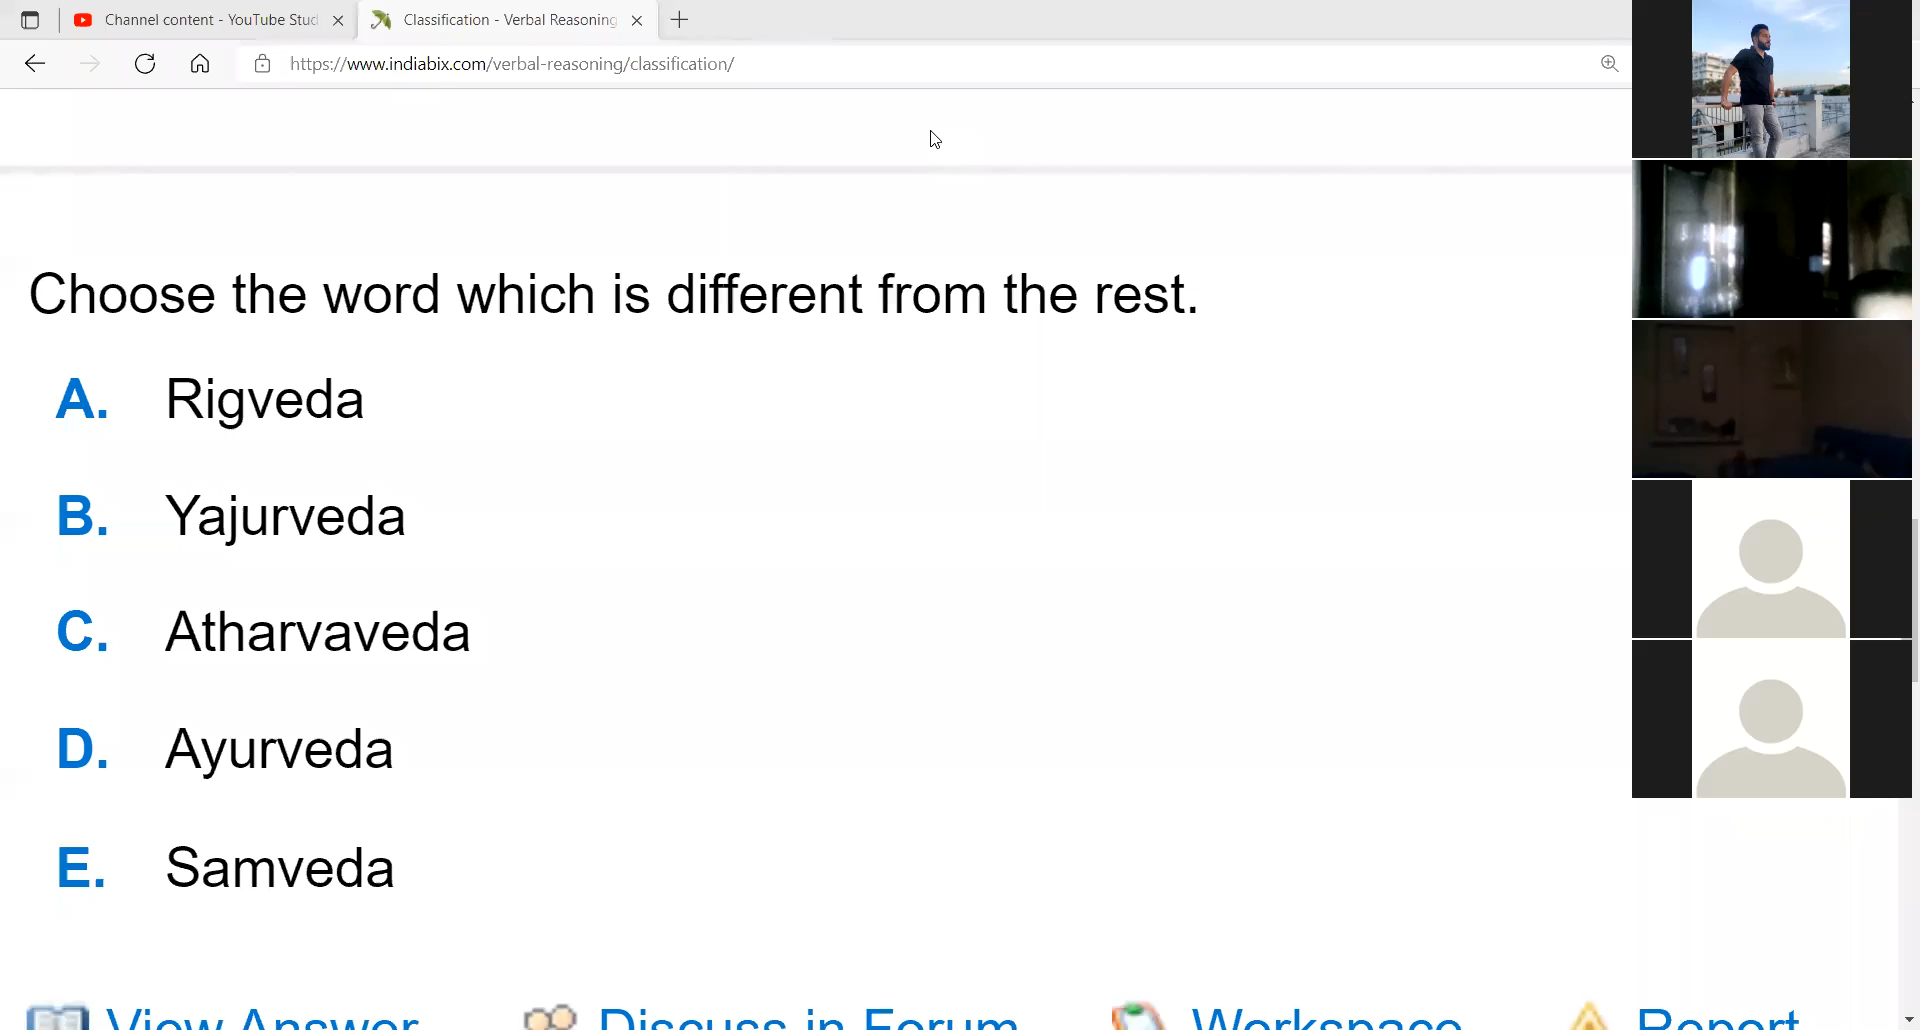 Channel content - YouTube Stud
Classification - Verbal Reasoning
https://www.indiabix.com/verbal-reasoning/classification/
Choose the word which is different from the rest.
A. Rigveda
B. Yajurveda
C. Atharvaveda
D. Ayurveda
E. Samveda
View Answer Discuss in Forum Workspace Report